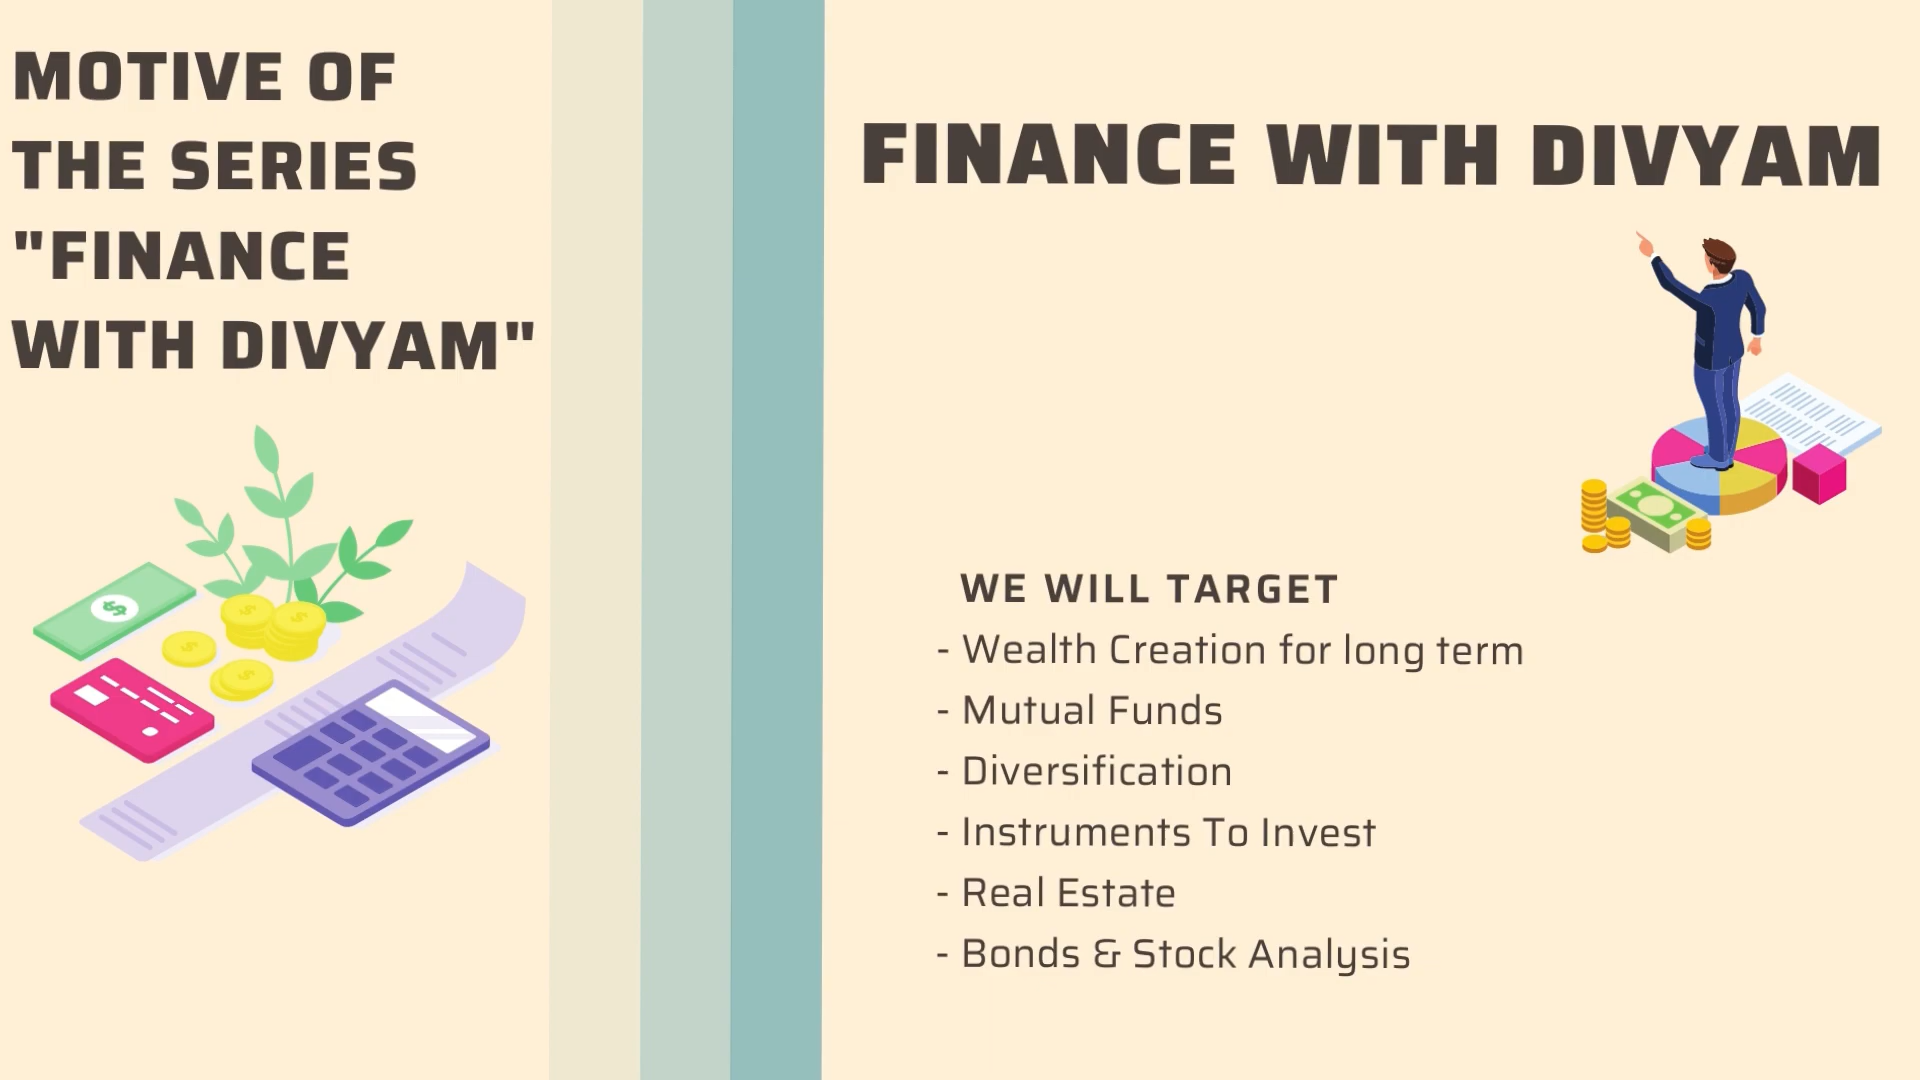 MOTIVE OF
THE SERIES
"FINANCE
WITH DIVYAM"
FINANCE WITH DIVYAM
WE WILL TARGET
- Wealth Creation for long term
- Mutual Funds
- Diversification
- Instruments To Invest
- Real Estate
- Bonds & Stock Analysis